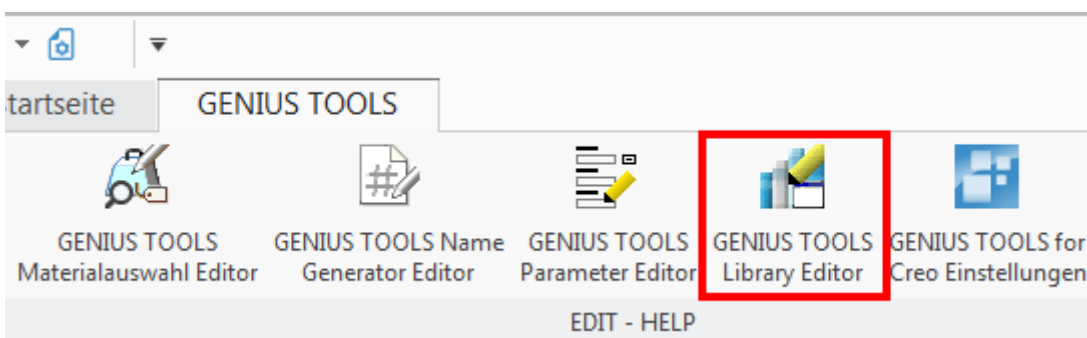 tartseite GENIUS TOOLS
GENIUS TOOLS GENIUS TOOLS Name GENIUS TOOLS GENIUS TOOLS GENIUS TOOLS for
Materialauswahl Editor Generator Editor Parameter Editor Library Editor Creo Einstellungen
EDIT - HELP